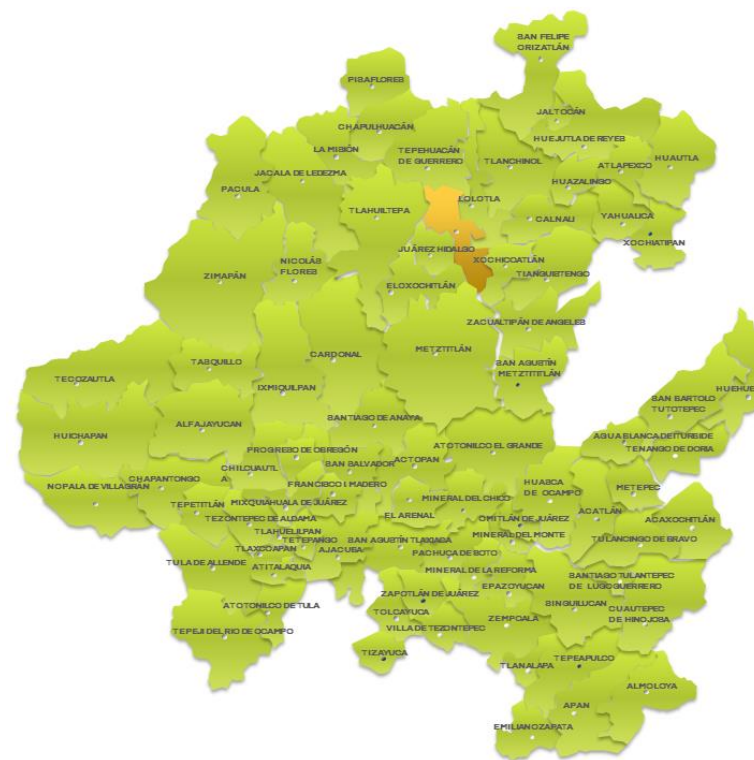 SAN FELIPE
ORIZATLÁN
PISAFLORES
JALTOCÁN
CHAPULHUACÁN
HUEJUTLA DE REYES
LA MISIÓN
TEPEHUACÁN
DE GUERRERO
TLANCHINOL
HUAUTLA
ATLAPEXCO
JACALA DE LEDEZMA
HUAZALINGO
PACULA
LOLOTLA
TLAHUILTEPA
CALNALI
YAHUALICA
XOCHIATIPAN
JUÁREZ HIDALGO
XOCHICOATLÁN
NICOLÁS
FLORES
ZIMAPÁN
TIANGUISTENGO
ELOXOCHITLÁN
ZACUALTIPÁN DE ANGELES
METZTITLÁN
CARDONAL
SAN AGUSTÍN
METZTITITLÁN
TASQUILLO
TECOZAUTLA
IXMIQUILPAN
HUEHUE
SAN BARTOLO
TUTOTEPEC
SANTIAGO DE ANAYA
ALFAJAYUCAN
HUICHAPAN
AGUA BLANCA DE ITURBIDE
TENANGO DE DORIA
PROGRESO DE OBREGÓN
ATOTONILCO EL GRANDE
ACTOPAN
SAN SALVADOR
CHILCUAUTL
A
CHAPANTONGO
FRANCISCO I. MADERO
HUASCA
DE OCAMPO
METEPEC
NOPALA DE VILLAGRÁN
MINERAL DEL CHICO
TEPETITLÁN
MIXQUIAHUALA DE JUÁREZ
EL ARENAL
ACATLÁN
ACAXOCHITLÁN
TEZONTEPEC DE ALDAMA
OMITLÁN DE JUÁREZ
TLAHUELILPAN
TETEPANGO
SAN AGUSTÍN TLAXIACA
MINERAL DEL MONTE
TULANCINGO DE BRAVO
TLAXCOAPAN
AJACUBA
PACHUCA DE SOTO
TULA DE ALLENDE
ATITALAQUIA
MINERAL DE LA REFORMA
SANTIAGO TULANTEPEC
DE LUGO GUERRERO
EPAZOYUCAN
ZAPOTLÁN DE JUÁREZ
ATOTONILCO DE TULA
TOLCAYUCA
SINGUILUCAN
CUAUTEPEC
DE HINOJOSA
ZEMPOALA
VILLA DE TEZONTEPEC
TEPEJI DEL RIO DE OCAMPO
TIZAYUCA
TLANALAPA
TEPEAPULCO
ALMOLOYA
APAN
EMILIANO ZAPATA